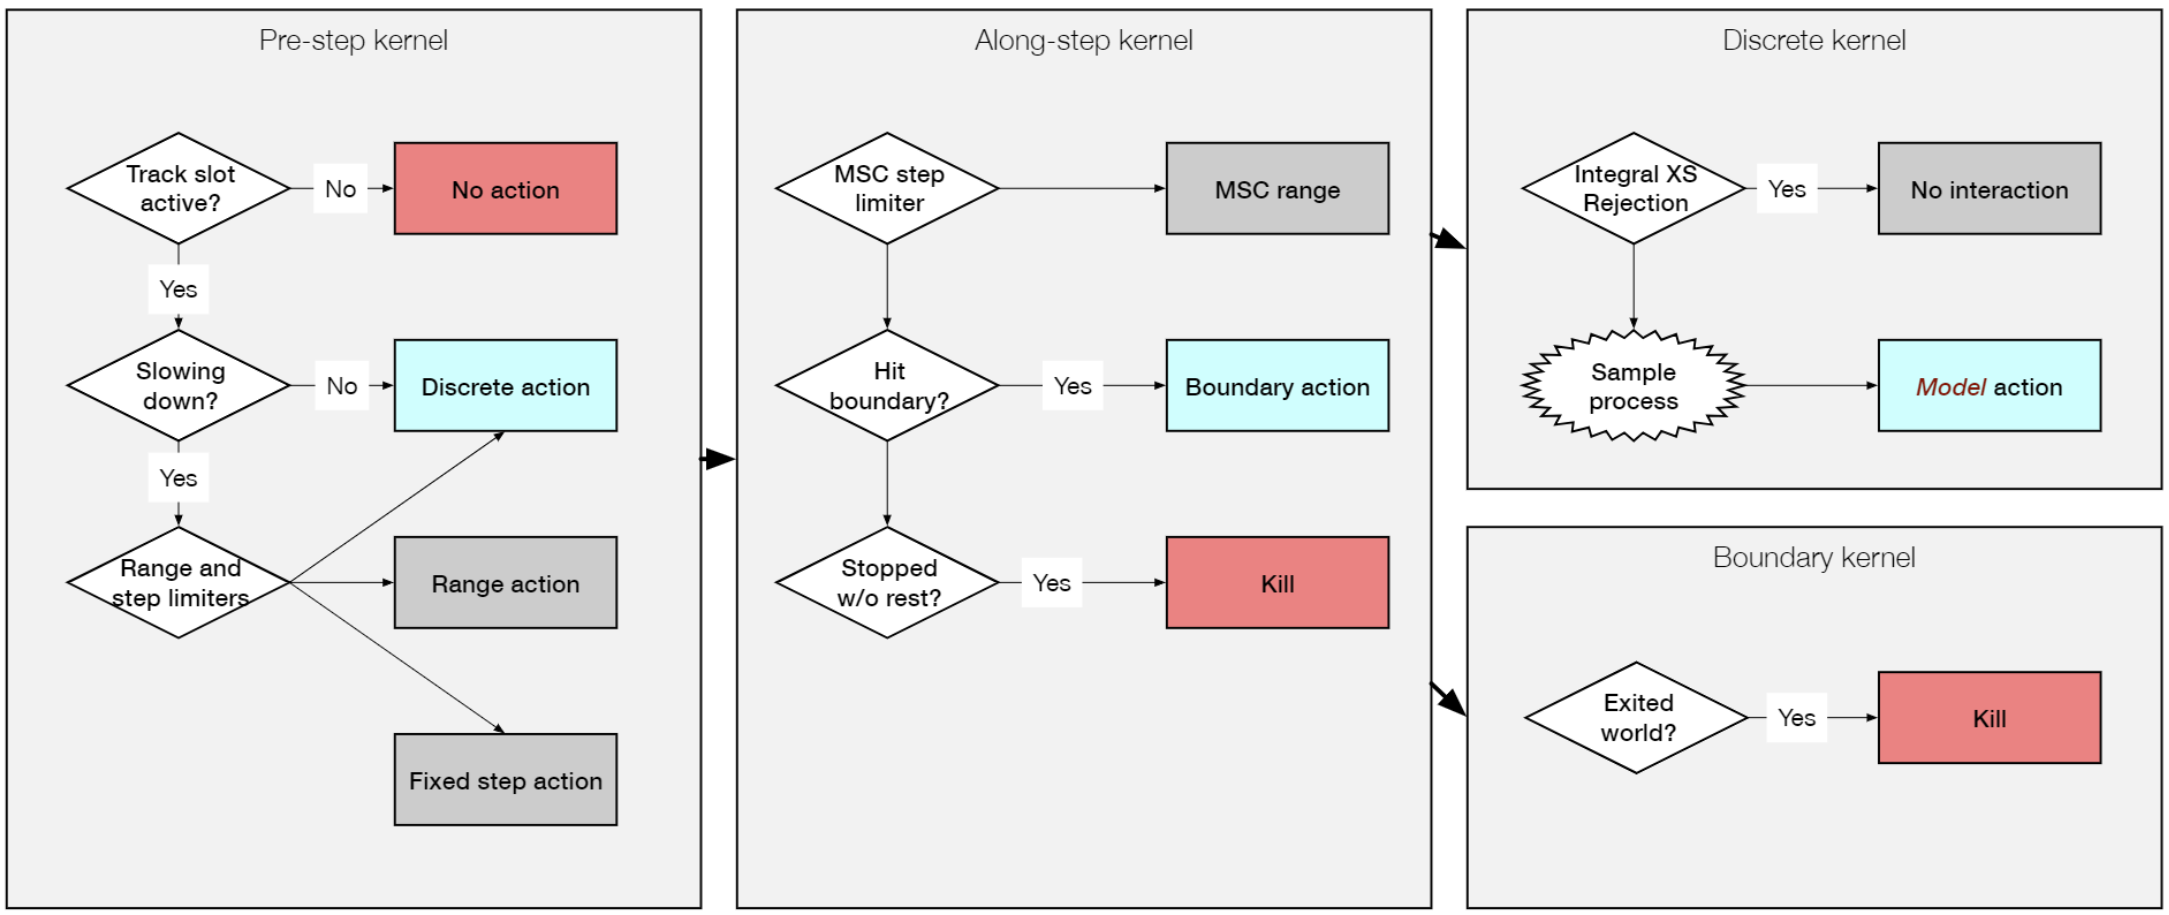 Pre-step kernel
Track slot
active?
No
No action
Yes
Slowing
down?
No
Discrete action
Yes
Range and
step limiters
Range action
Fixed step action
Along-step kernel
MSC step
limiter
MSC range
Hit
boundary?
Yes
Boundary action
Stopped
w/o rest?
Yes
Kill
Discrete kernel
Integral XS
Rejection
Yes
No interaction
Sample
process
Model action
Boundary kernel
Exited
world?
Yes
Kill